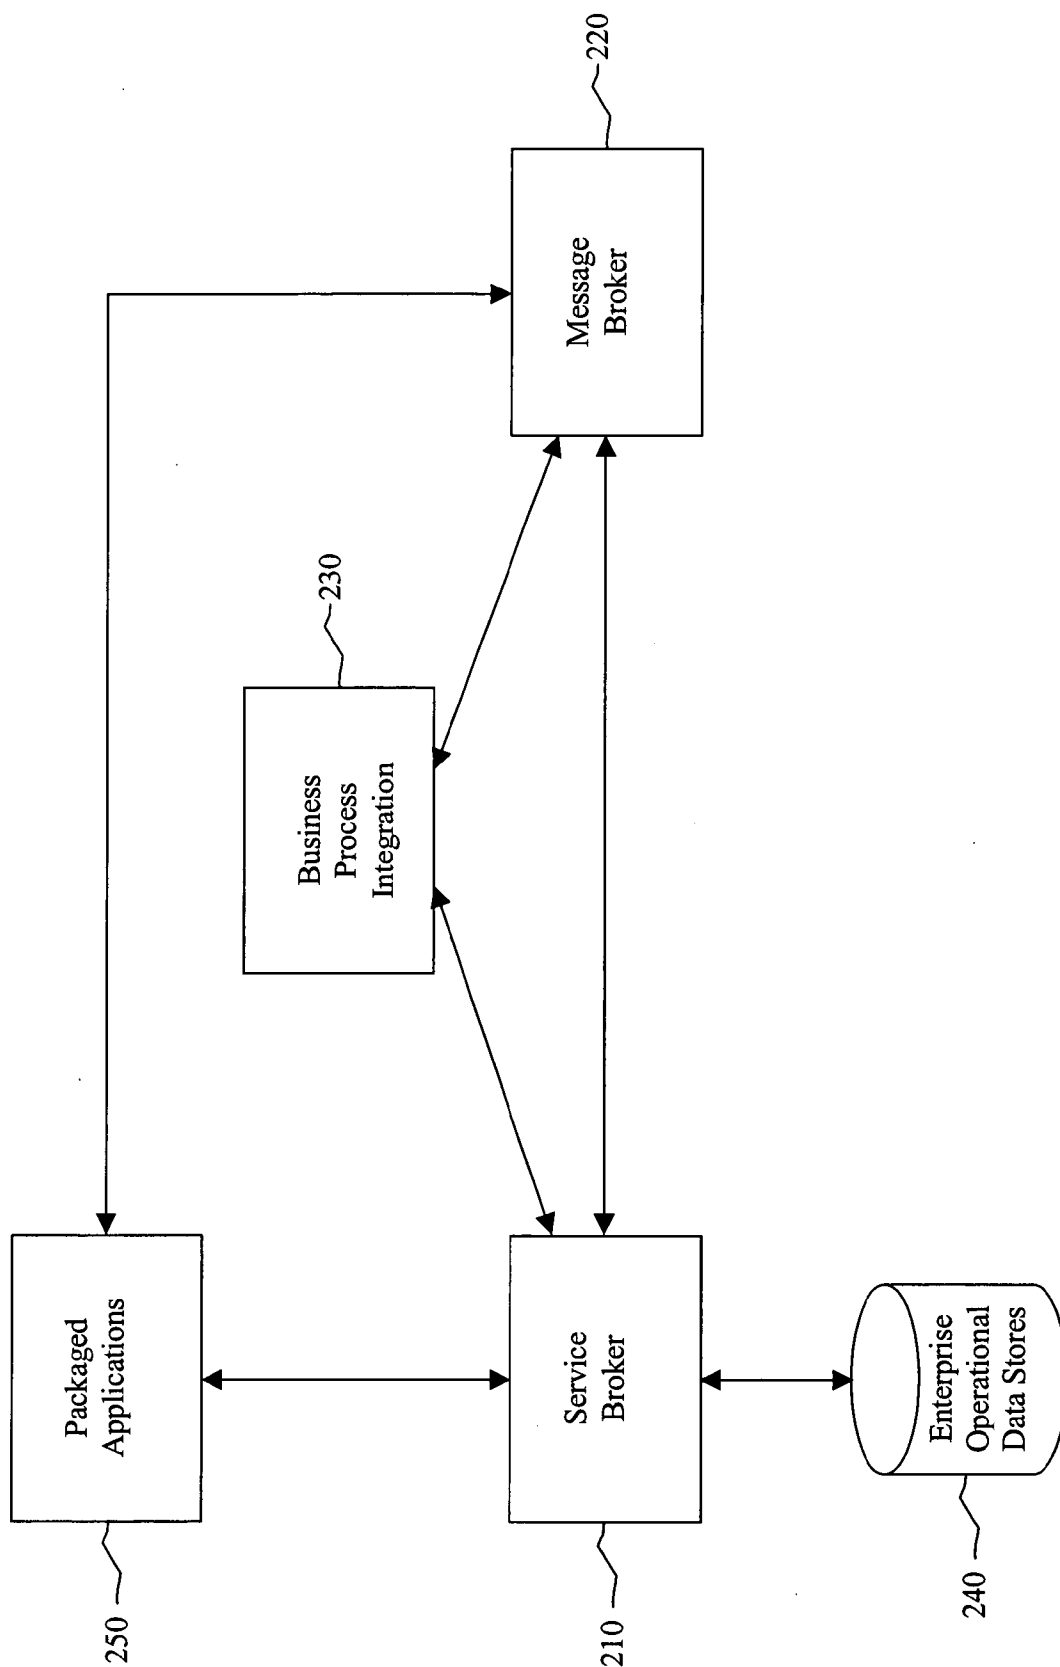 250
Packaged
Applications
230
Business
Process
Integration
210
Service
Broker
220
Message
Broker
240
Enterprise
Operational
Data Stores